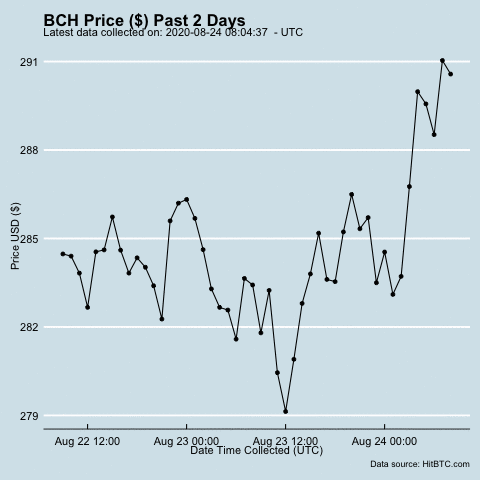 BCH Price ($) Past 2 Days
Latest data collected on: 2020-08-24 08:04:37 - UTC
291
288
285
282
279
Price USD ($)
Aug 22 12:00 Aug 23 00:00 Aug 23 12:00 Aug 24 00:00
Date Time Collected (UTC)
Data source: HitBTC.com